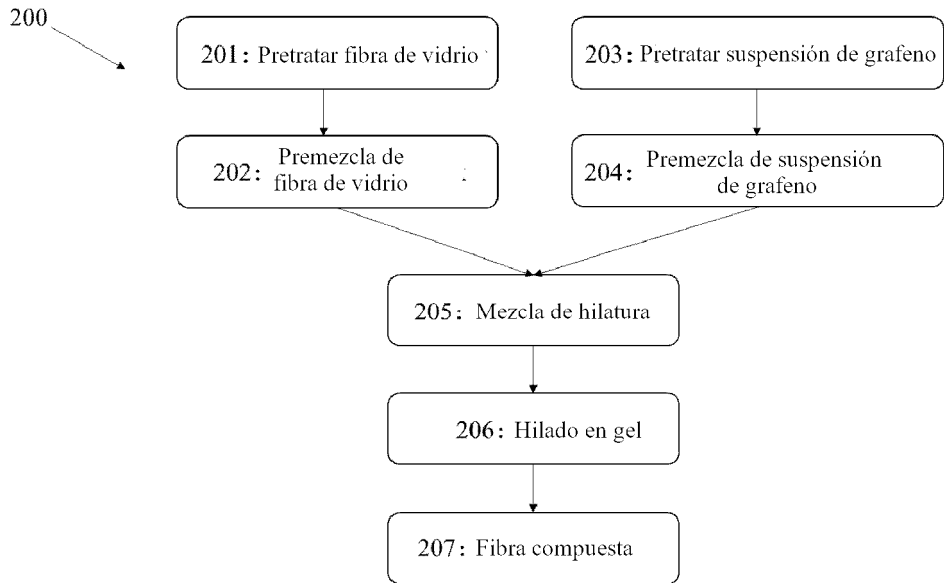 200
201: Pretratar fibra de vidrio
203: Pretratar suspensión de grafeno
202: Premezcla de
fibra de vidrio
204: Premezcla de suspensión
de grafeno
205: Mezcla de hilatura
206: Hilado en gel
207: Fibra compuesta